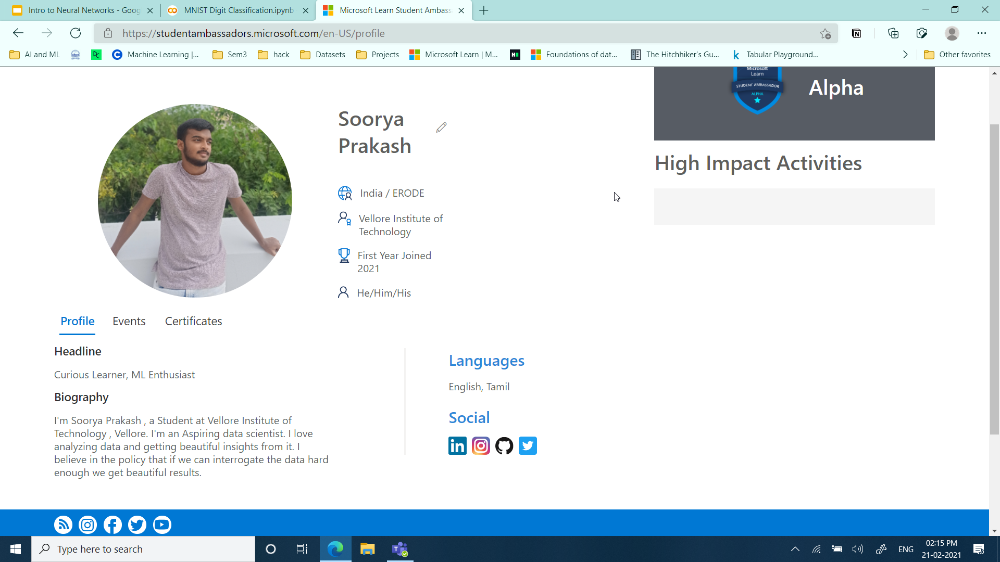 Intro to Neural Networks - Goog
MNIST Digit Classification.ipynb
Microsoft Learn Student Ambass
https://studentambassadors.microsoft.com/en-US/profile
AI and ML
Machine Learning |...
Sem3
hack
Datasets
Projects
Microsoft Learn | M...
Foundations of dat...
The Hitchhiker's Gu...
Tabular Playground...
Other favorites
Microsoft
Learn
STUDENT AMBASSADOR
ALPHA
Alpha
Soorya
Prakash
High Impact Activities
India / ERODE
Vellore Institute of
Technology
First Year Joined
2021
He/Him/His
Profile Events Certificates
Headline
Curious Learner, ML Enthusiast
Biography
I'm Soorya Prakash , a Student at Vellore Institute of
Technology , Vellore. I'm an Aspiring data scientist. I love
analyzing data and getting beautiful insights from it. I
believe in the policy that if we can interrogate the data hard
enough we get beautiful results.
Languages
English, Tamil
Social
Type here to search
ENG
02:15 PM
21-02-2021